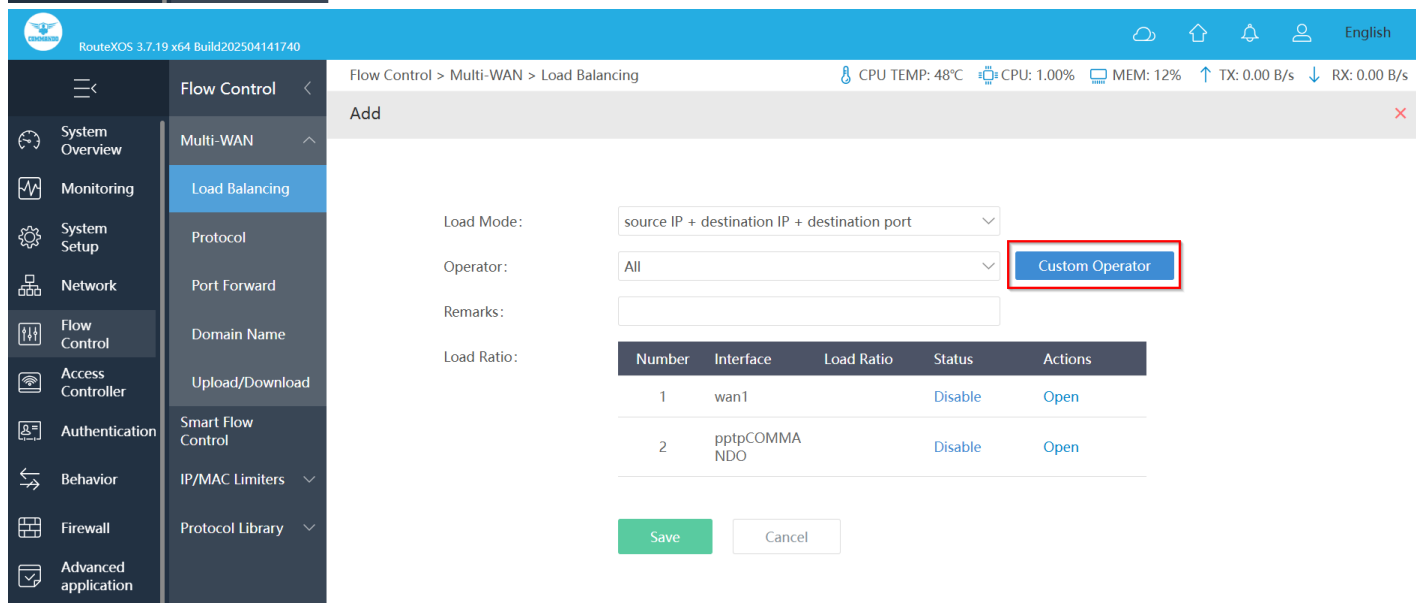 COMMANDO
RouteXOS 3.7.19 x64 Build202504141740
English
Flow Control
Flow Control > Multi-WAN > Load Balancing
CPU TEMP: 48℃ CPU: 1.00% MEM: 12% TX: 0.00 B/s RX: 0.00 B/s
Add
System
Overview
Monitoring
System
Setup
Network
Flow
Control
Access
Controller
Authentication
Behavior
Firewall
Advanced
application
Multi-WAN
Load Balancing
Protocol
Port Forward
Domain Name
Upload/Download
Smart Flow
Control
IP/MAC Limiters
Protocol Library
Load Mode: source IP + destination IP + destination port
Operator: All Custom Operator
Remarks:
Load Ratio: Number Interface Load Ratio Status Actions
1 wan1 Disable Open
2 pptpCOMMA
NDO Disable Open
Save Cancel